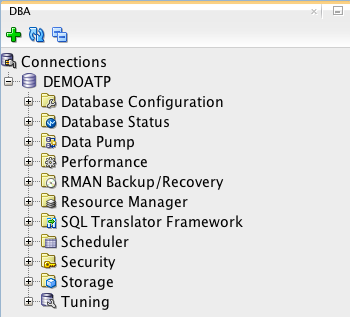 DBA
Connections
DEMOATP
Database Configuration
Database Status
Data Pump
Performance
RMAN Backup/Recovery
Resource Manager
SQL Translator Framework
Scheduler
Security
Storage
Tuning